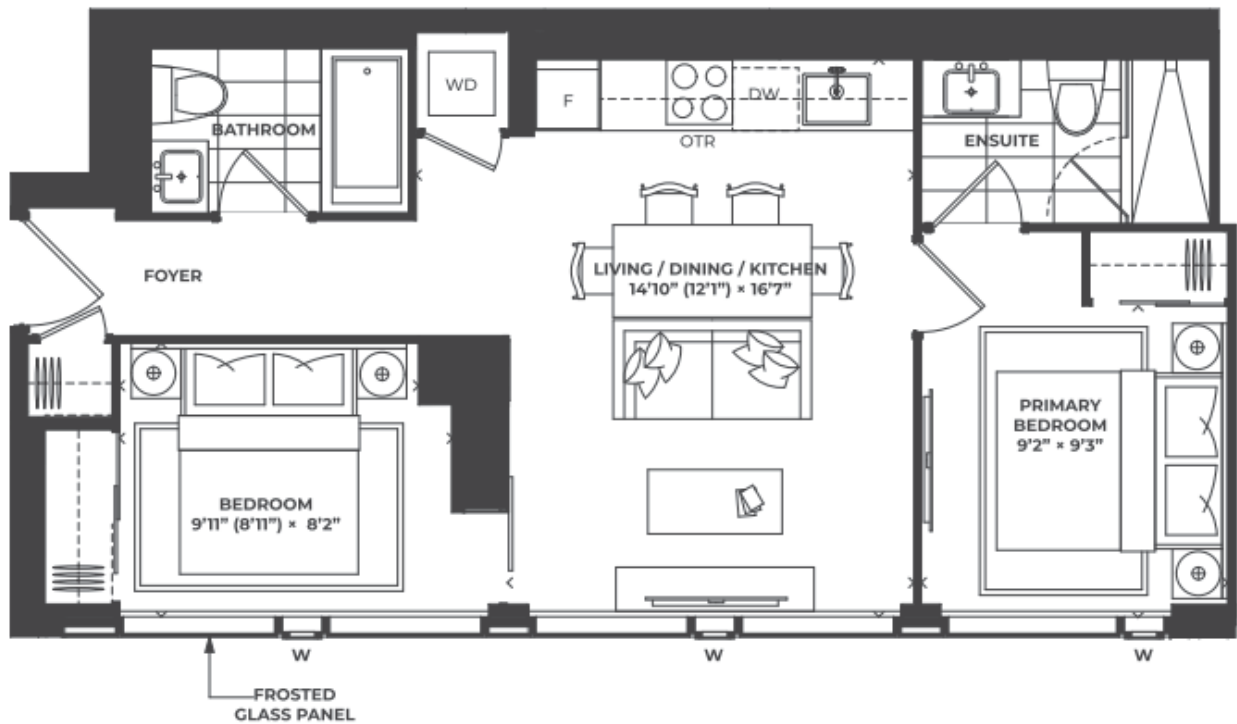 WD
F
DW
OTR
BATHROOM
ENSUITE
FOYER
LIVING / DINING / KITCHEN
14'10" (12'1") × 16'7"
PRIMARY
BEDROOM
9'2" × 9'3"
BEDROOM
9'11" (8'11") × 8'2"
W
W
W
FROSTED
GLASS PANEL